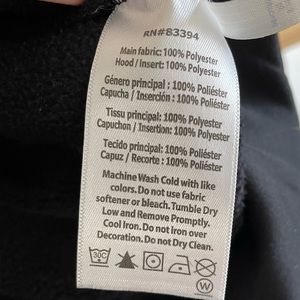 RN#83394
Main fabric: 100% Polyester
Hood / Insert: 100% Polyester
Género principal : 100% Poliéster
Capucha / Inserción : 100% Poliéster
Tissu principal : 100% Polyester
Capuchon / Insertion: 100% Polyester
Tecido principal : 100% Poliéster
Capuz / Recorte : 100% Poliéster
Machine Wash Cold with like
colors. Do not use fabric
softener or bleach. Tumble Dry
Low and Remove Promptly.
Cool Iron. Do not Iron over
Decoration. Do not Dry Clean.
30C
W